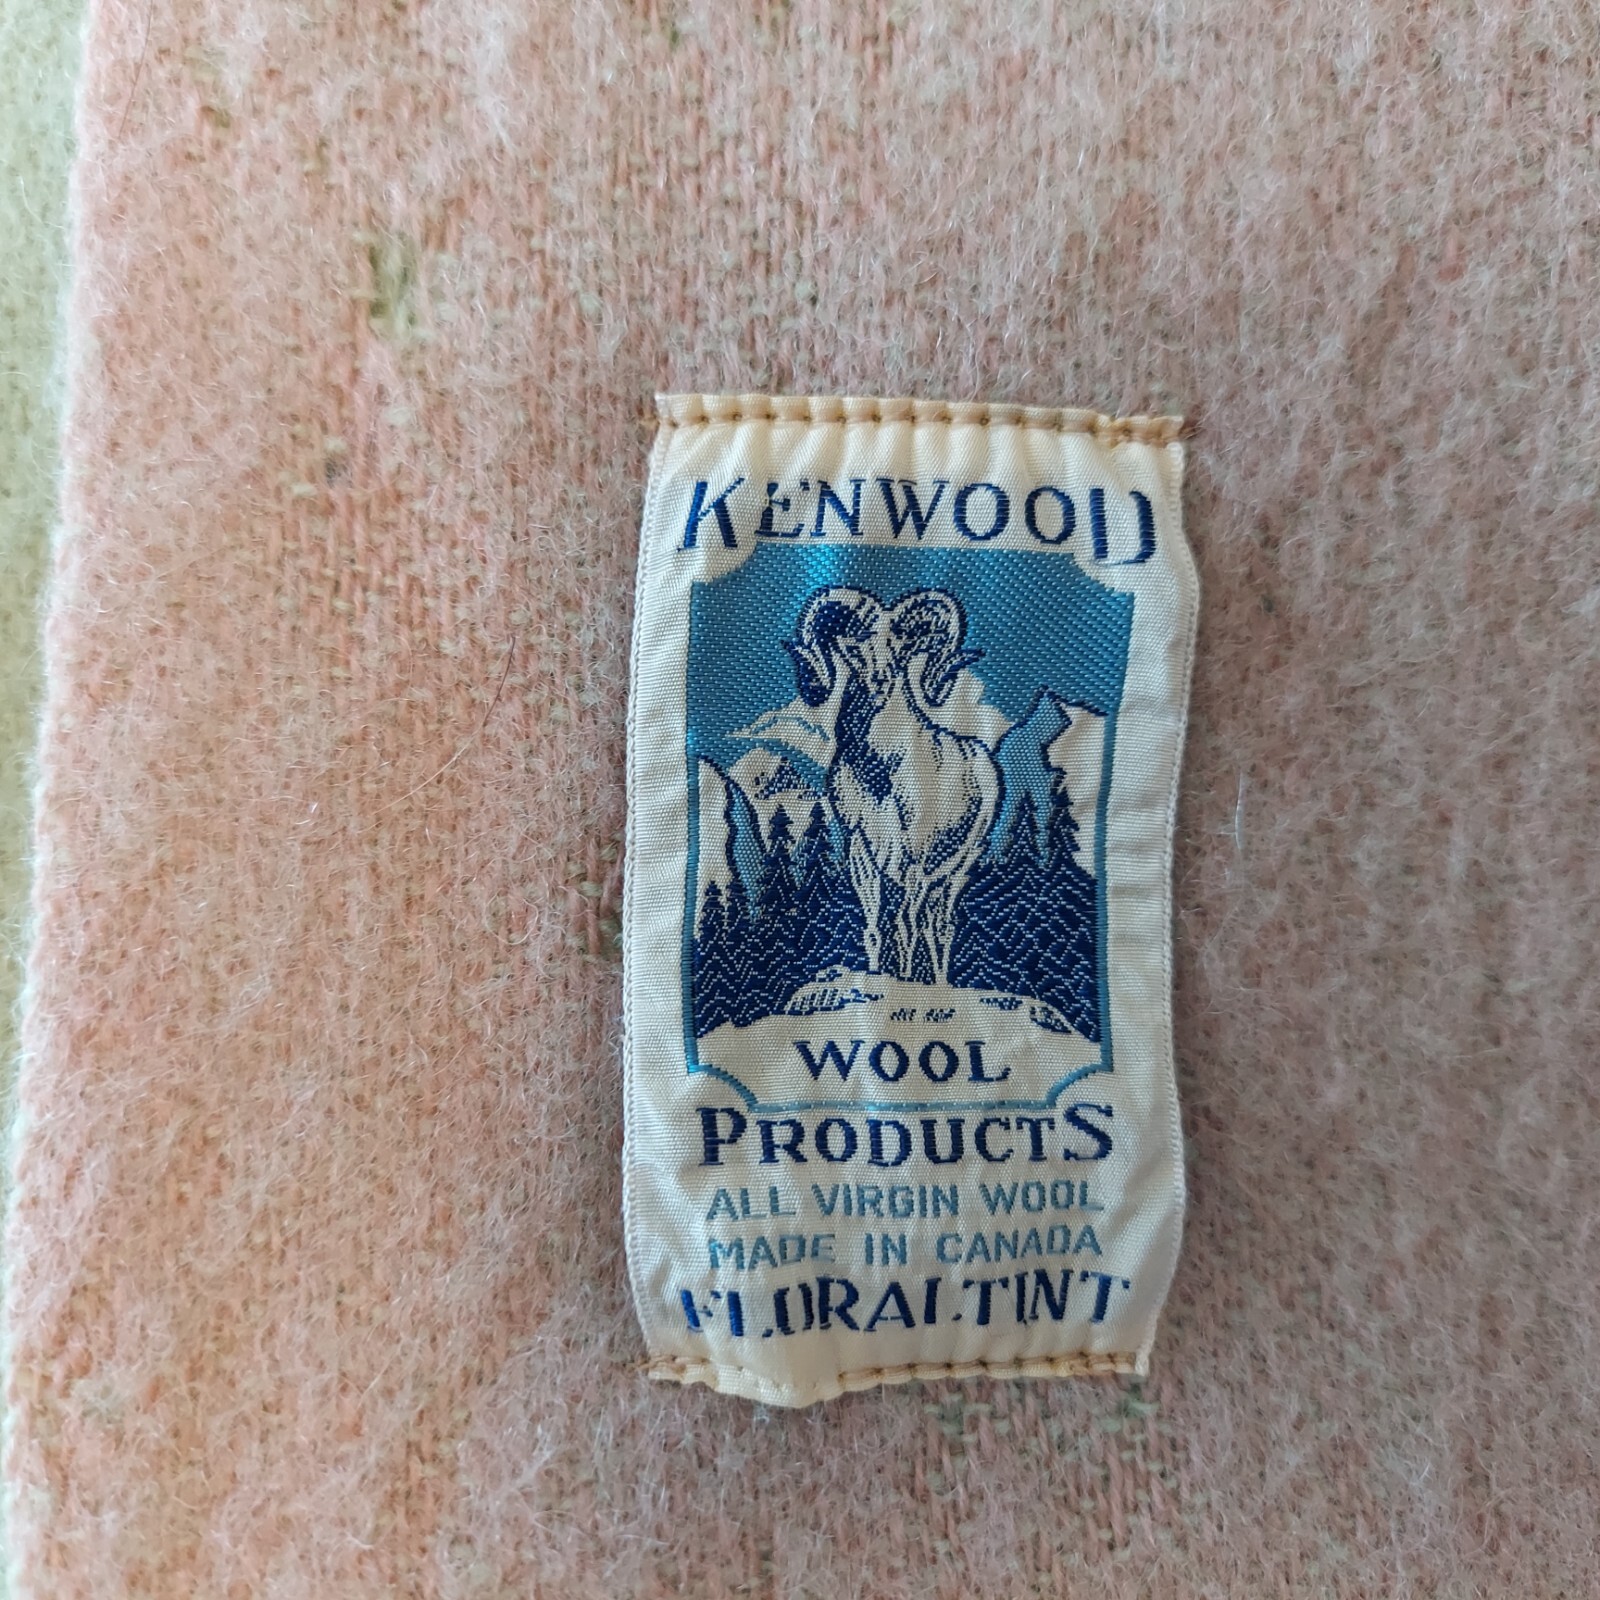 KENWOOD
WOOL
PRODUCTS
ALL VIRGIN WOOL
MADE IN CANADA
FLORALTINT